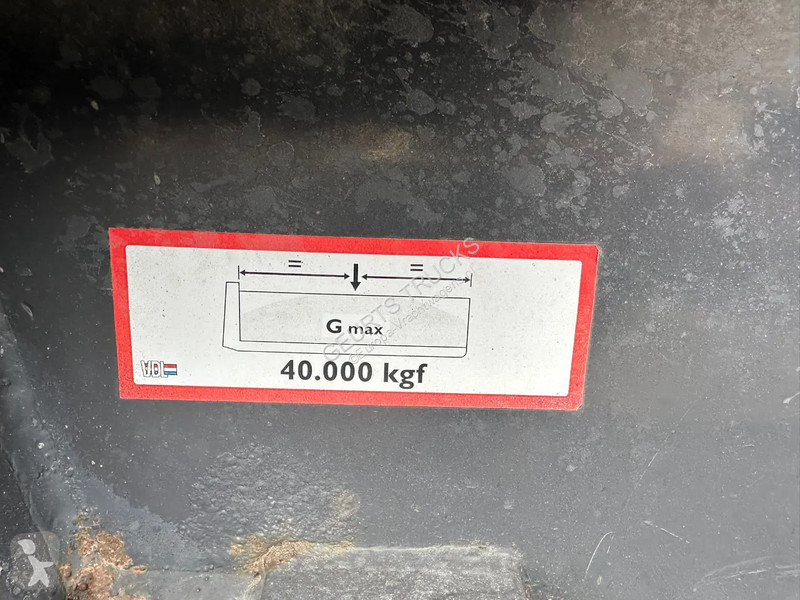 = =
G max
40.000 kgf
VDL
GEURTS TRUCKS